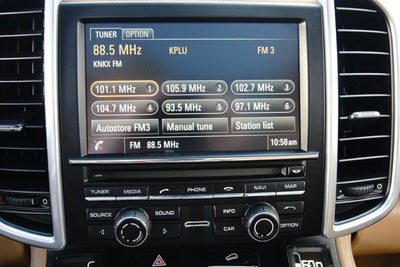 TUNER OPTION
88.5 MHz KPLU FM 3
KNKX FM
101.1 MHz 1 105.9 MHz 2 102.7 MHz 3
104.7 MHz 4 93.5 MHz 5 97.1 MHz 6
Autostore FM3 Manual tune Station list
FM 88.5 MHz 10:58am
TUNER MEDIA PHONE NAVI MAP
SOURCE SOUND INFO
CAR OPTION